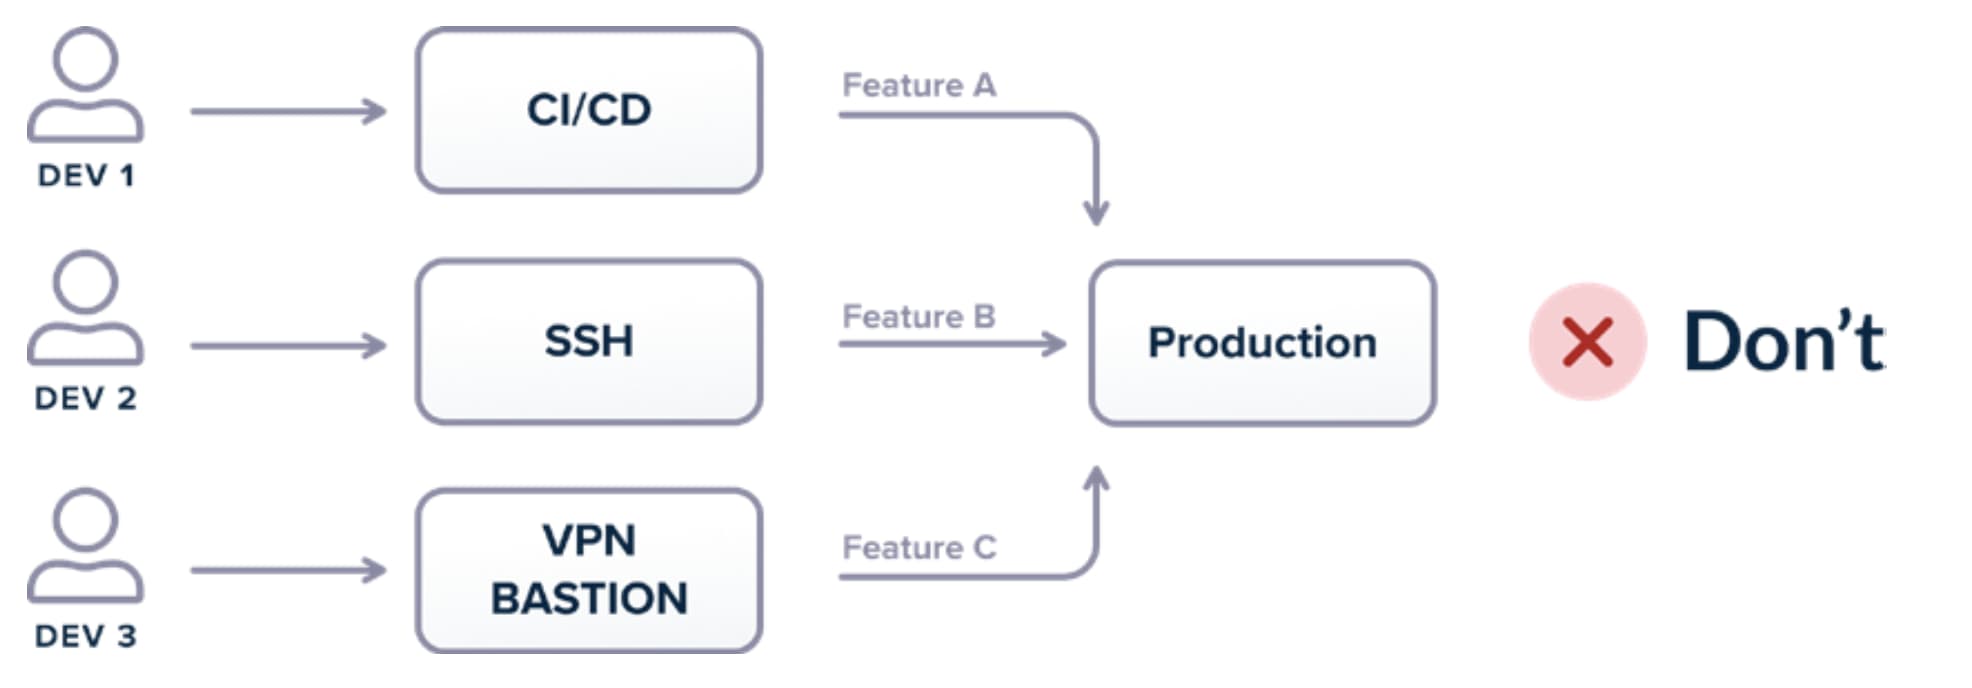 DEV 1
CI/CD
Feature A
DEV 2
SSH
Feature B
Production
Don't
DEV 3
VPN
BASTION
Feature C